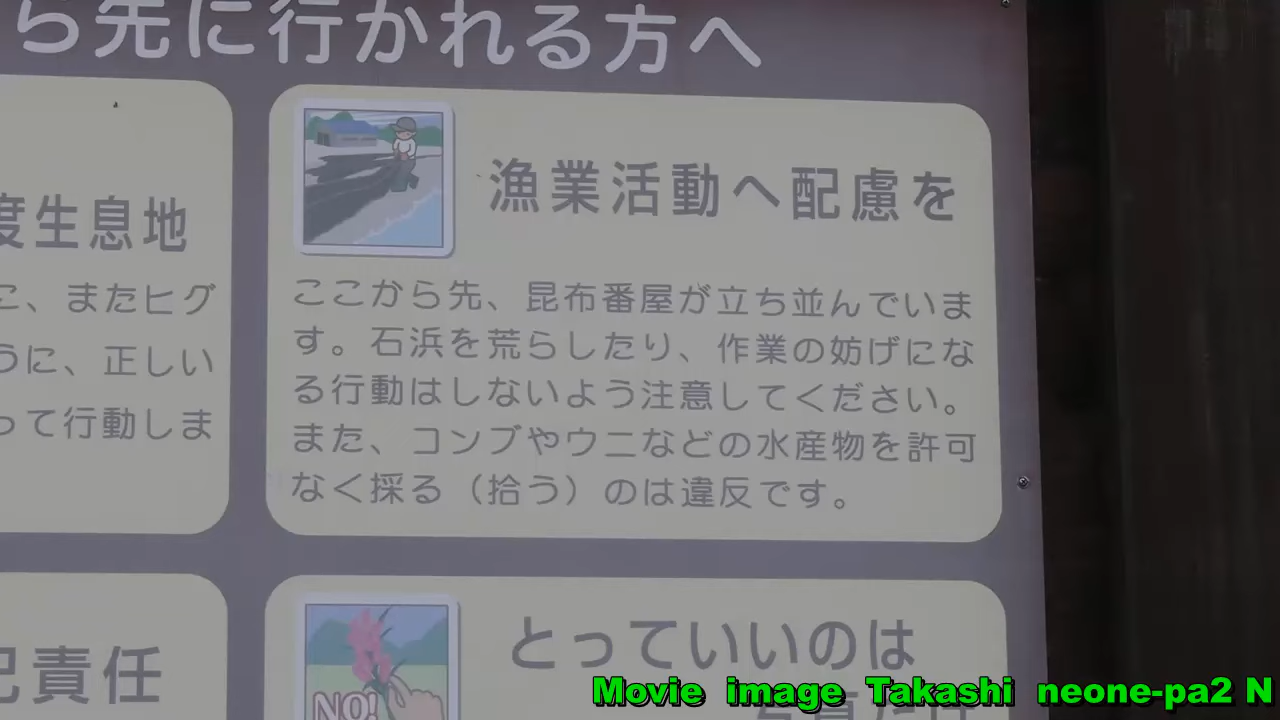 ら先に行かれる方へ
度生息地
に、またヒグ
うに、正しい
って行動しま
漁業活動へ配慮を
ここから先、昆布番屋が立ち並んでいま
す。石浜を荒らしたり、作業の妨げにな
る行動はしないよう注意してください。
また、コンブやウニなどの水産物を許可
なく採る（拾う）のは違反です。
己責任
とっていいのは
NO!
Movie image Takashi neone-pa2 N